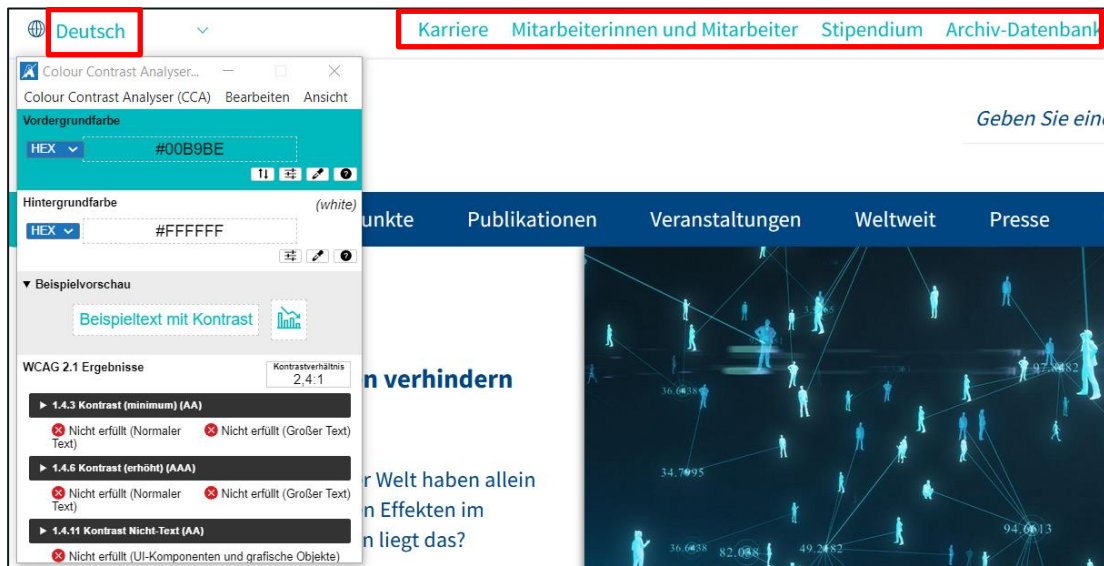 Deutsch
Karriere Mitarbeiterinnen und Mitarbeiter Stipendium Archiv-Datenbank
Colour Contrast Analyser...
Colour Contrast Analyser (CCA) Bearbeiten Ansicht
Vordergrundfarbe
HEX #00B9BE
Hintergrundfarbe (white)
HEX #FFFFFF
▼ Beispielvorschau
Beispieltext mit Kontrast
WCAG 2.1 Ergebnisse
Kontrastverhältnis
2,4:1
▶ 1.4.3 Kontrast (minimum) (AA)
Nicht erfüllt (Normaler Text)
Nicht erfüllt (Großer Text)
▶ 1.4.6 Kontrast (erhöht) (AAA)
Nicht erfüllt (Normaler Text)
Nicht erfüllt (Großer Text)
▶ 1.4.11 Kontrast Nicht-Text (AA)
Nicht erfüllt (UI-Komponenten und grafische Objekte)
Geben Sie eine
unkte Publikationen Veranstaltungen Weltweit Presse
n verhindern
r Welt haben allein
n Effekten im
n liegt das?
36.6438
97.8482
34.7995
94.6613
36.6438 82.038 49.2182